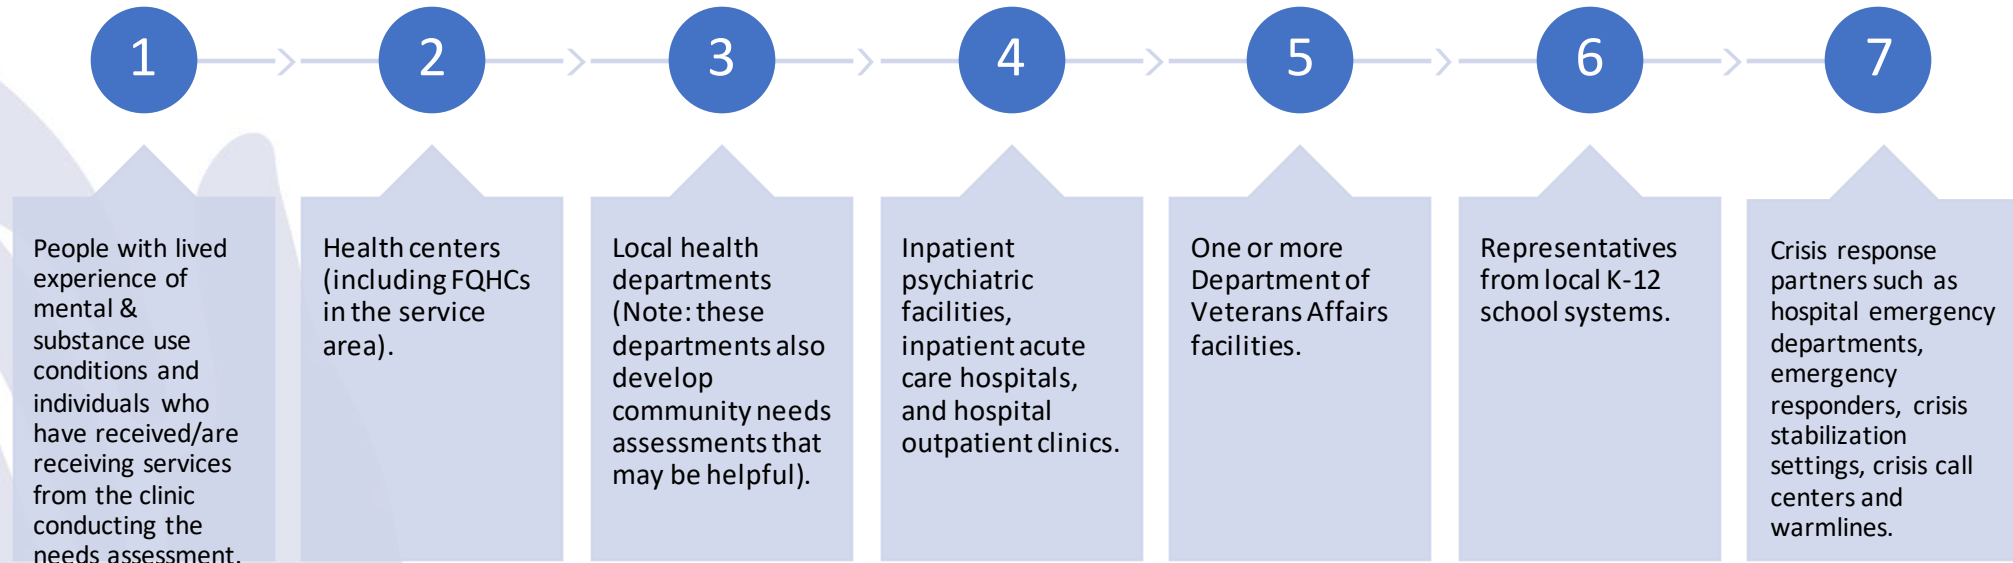 1
2
3
4
5
6
7
People with lived
experience of
mental &
substance use
conditions and
individuals who
have received/are
receiving services
from the clinic
conducting the
needs assessment.
Health centers
(including FQHCs
in the service
area).
Local health
departments
(Note: these
departments also
develop
community needs
assessments that
may be helpful).
Inpatient
psychiatric
facilities,
inpatient acute
care hospitals,
and hospital
outpatient clinics.
One or more
Department of
Veterans Affairs
facilities.
Representatives
from local K-12
school systems.
Crisis response
partners such as
hospital emergency
departments,
emergency
responders, crisis
stabilization
settings, crisis call
centers and
warmlines.